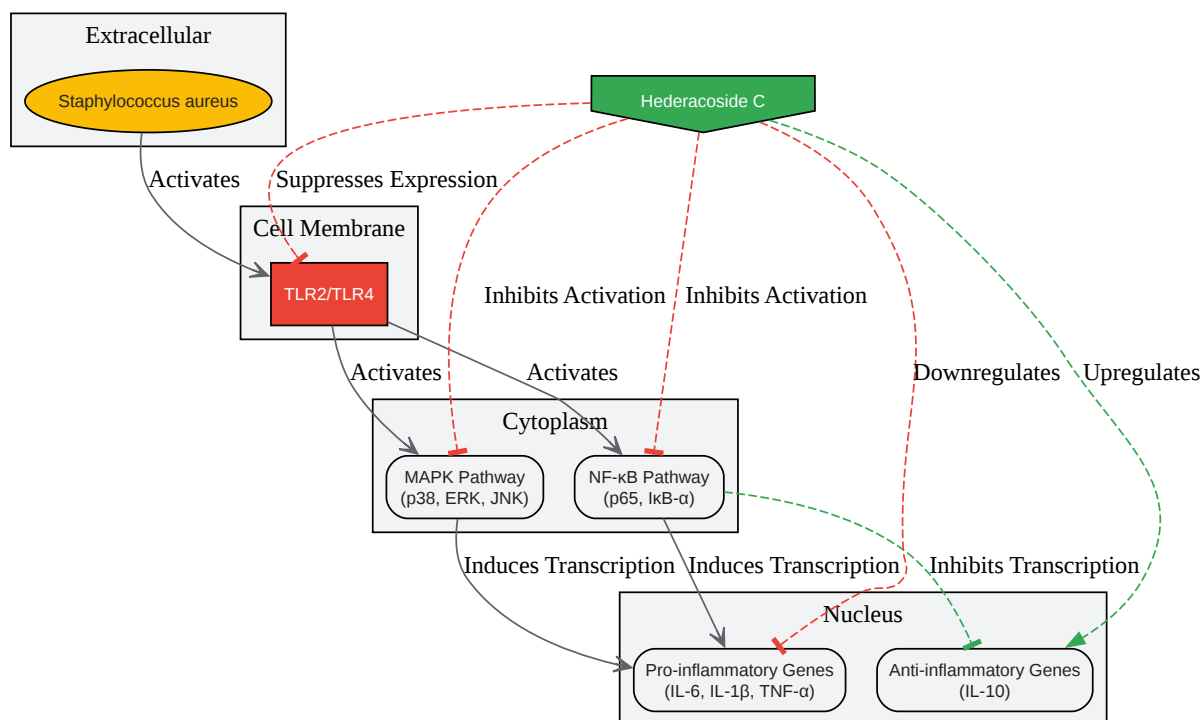 Extracellular
Staphylococcus aureus
Hederacoside C
Activates
Suppresses Expression
Cell Membrane
TLR2/TLR4
Inhibits Activation
Inhibits Activation
Activates
Activates
Downregulates
Upregulates
Cytoplasm
MAPK Pathway
(p38, ERK, JNK)
NF-κB Pathway
(p65, IκB-α)
Induces Transcription
Induces Transcription
Inhibits Transcription
Nucleus
Pro-inflammatory Genes
(IL-6, IL-1β, TNF-α)
Anti-inflammatory Genes
(IL-10)